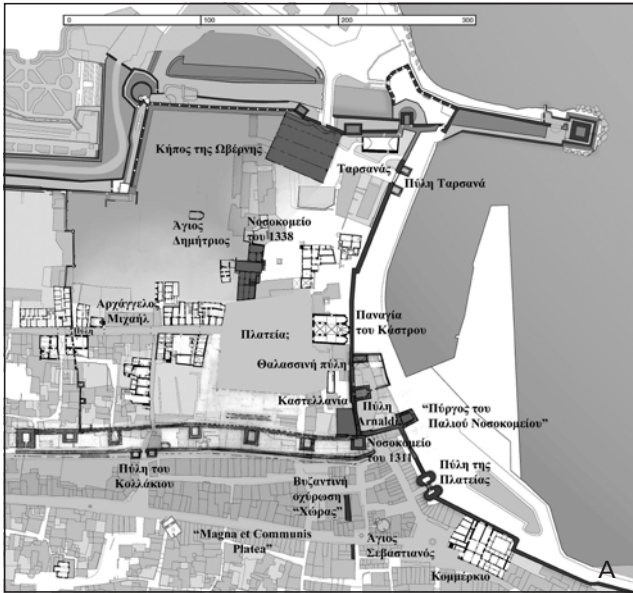 0 100 200 300
Κήπος της Ωβέρνης
Ταρσανάς
Πύλη Ταρσανά
Άγιος
Δημήτριος
Νοσοκομείο
του 1338
Αρχάγγελος
Μιχαήλ
Πύλη
Πλατεία;
Παναγία
του Κάστρου
Θαλασσινή πύλη
Καστελλανία
Πύλη
Arnaldi
“Πύργος του
Παλιού Νοσοκομείου”
Νοσοκομείο
του 1311
Πύλη του
Κολλάκιου
Πύλη της
Πλατείας
Βυζαντινή
οχύρωση
“Χώρας”
“Magna et Communis
Platea”
Άγιος
Σεβαστιανός
Κομμέρκιο
A